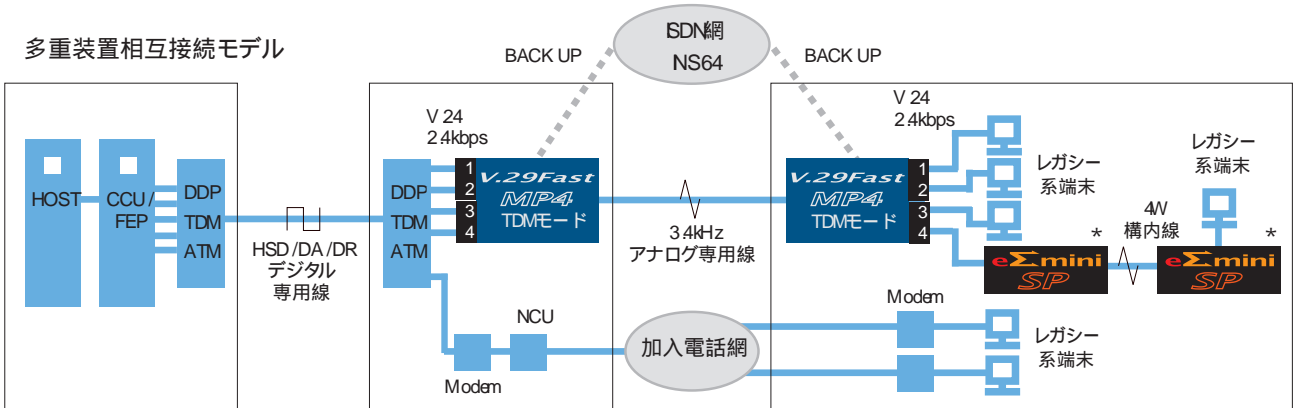 多重装置相互接続モデル
ISDN網
INS64
BACK UP
BACK UP
HOST
CCU /
FEP
DDP
TDM
ATM
HSD /DA /DR
デジタル
専用線
V 24
2.4kbps
DDP
TDM
ATM
1
2
3
4
V.29Fast
MP4
TDMモード
3.4kHz
アナログ専用線
V 24
2.4kbps
V.29Fast
MP4
TDMモード
1
2
3
4
レガシー
系端末
レガシー
系端末
4W
構内線
*
*
eΣmini
SP
eΣmini
SP
Modem
NCU
加入電話網
Modem
レガシー
系端末